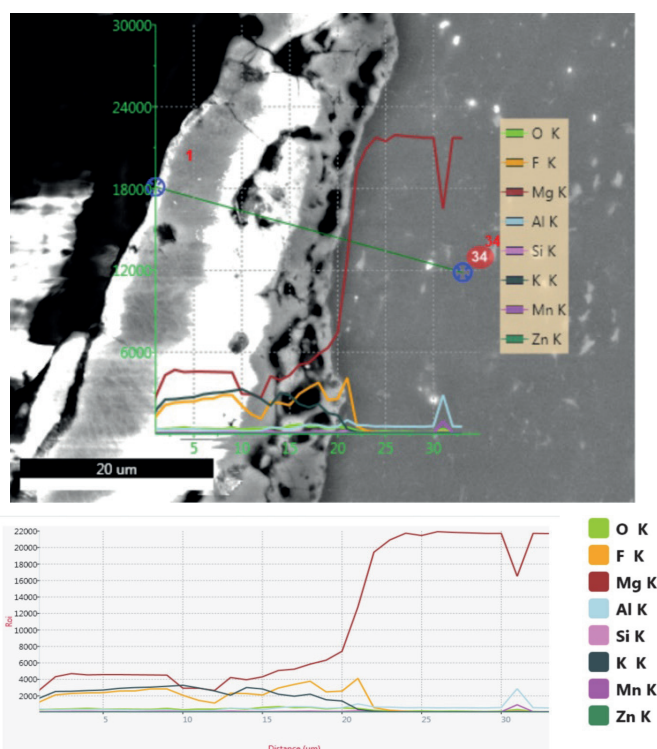 30000
24000
18000
12000
6000
5
10
15
20
25
30
1
34
34
20 um
O K
F K
Mg K
Al K
Si K
K K
Mn K
Zn K
22000
20000
18000
16000
14000
12000
10000
8000
6000
4000
2000
Roi
5
10
15
20
25
30
Distance (um)
O K
F K
Mg K
Al K
Si K
K K
Mn K
Zn K